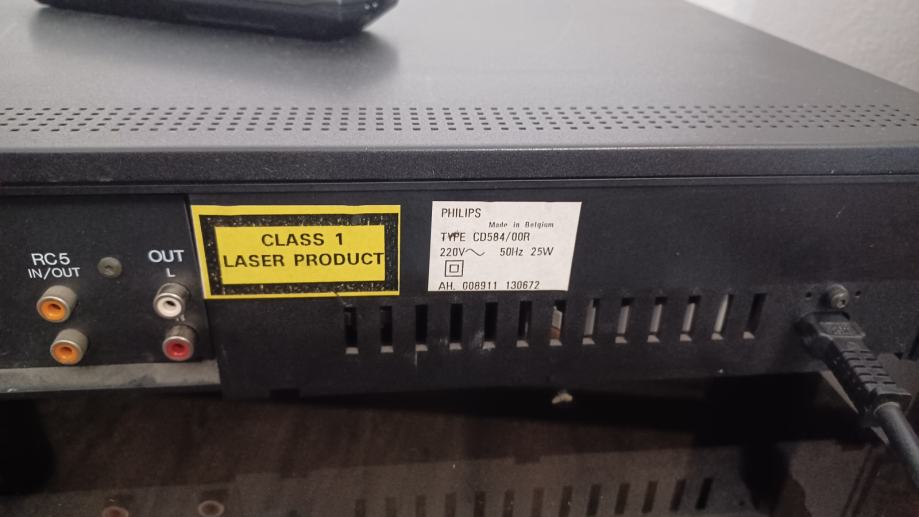 RC5
IN/OUT
OUT
L
CLASS 1
LASER PRODUCT
PHILIPS
Made in Belgium
TYPE CD584/00R
220V~ 50Hz 25W
AH. 008911 130672